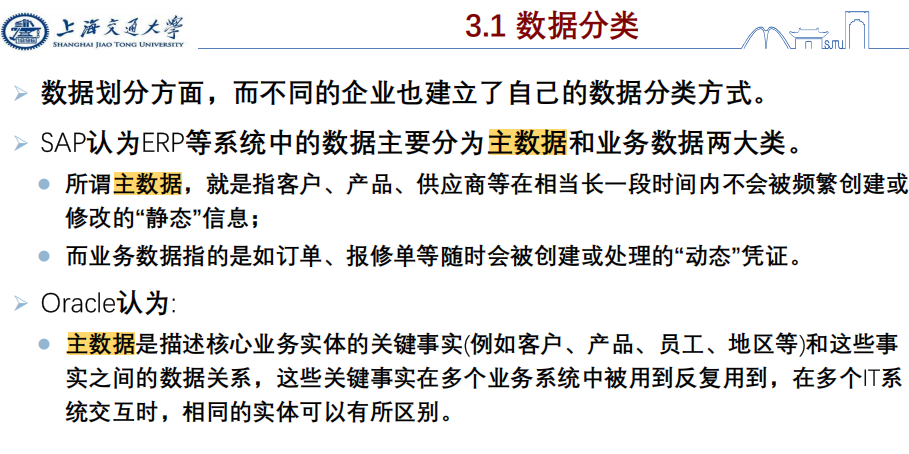 上海交通大学
SHANGHAI JIAO TONG UNIVERSITY
3.1 数据分类
SJTU
数据划分方面，而不同的企业也建立了自己的数据分类方式。
SAP认为ERP等系统中的数据主要分为主数据和业务数据两大类。
所谓主数据，就是指客户、产品、供应商等在相当长一段时间内不会被频繁创建或
修改的“静态”信息；
而业务数据指的是如订单、报修单等随时会被创建或处理的“动态”凭证。
Oracle认为:
主数据是描述核心业务实体的关键事实(例如客户、产品、员工、地区等)和这些事
实之间的数据关系，这些关键事实在多个业务系统中被用到反复用到，在多个IT系
统交互时，相同的实体可以有所区别。